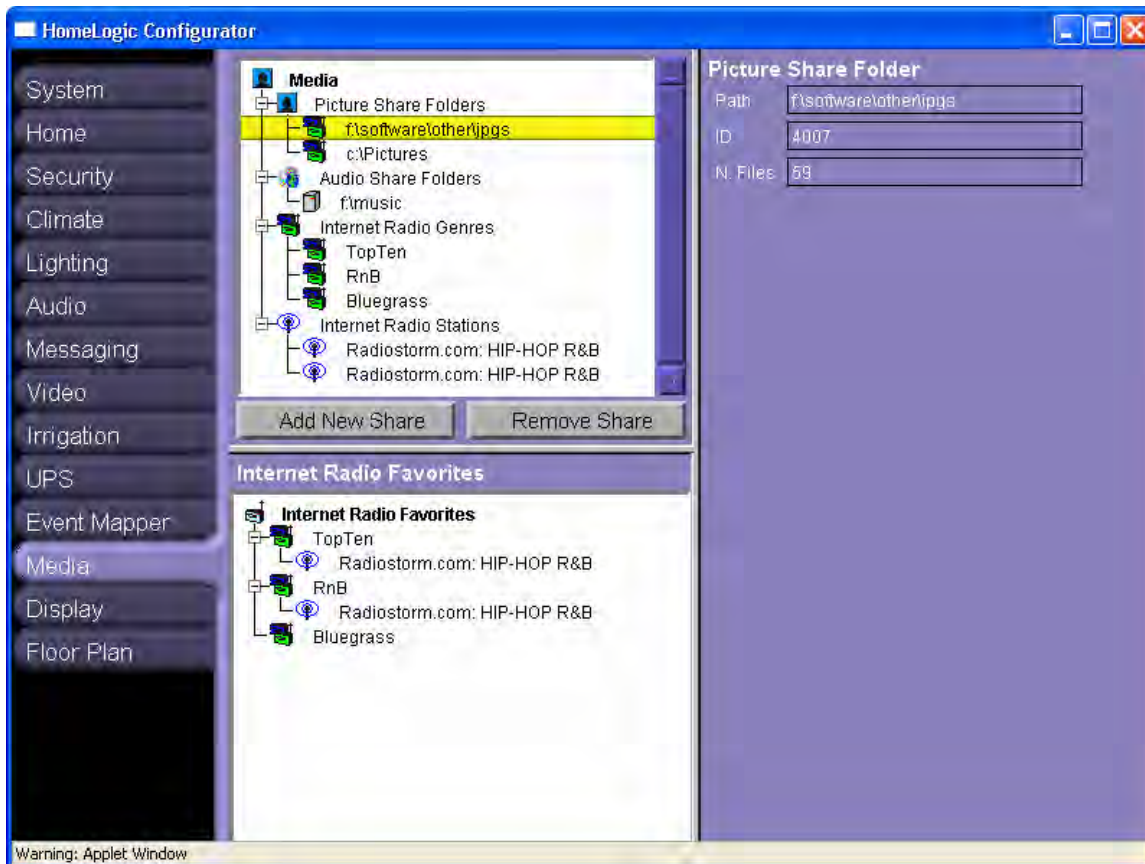 HomeLogic Configurator
System
Home
Security
Climate
Lighting
Audio
Messaging
Video
Irrigation
UPS
Event Mapper
Media
Display
Floor Plan
Media
Picture Share Folders
f:\software\other\jpgs
c:\Pictures
Audio Share Folders
f:\music
Internet Radio Genres
TopTen
RnB
Bluegrass
Internet Radio Stations
Radiostorm.com: HIP-HOP R&B
Radiostorm.com: HIP-HOP R&B
Add New Share
Remove Share
Internet Radio Favorites
Internet Radio Favorites
TopTen
Radiostorm.com: HIP-HOP R&B
RnB
Radiostorm.com: HIP-HOP R&B
Bluegrass
Picture Share Folder
Path f:\software\other\jpgs
ID 4007
N. Files 59
Warning: Applet Window